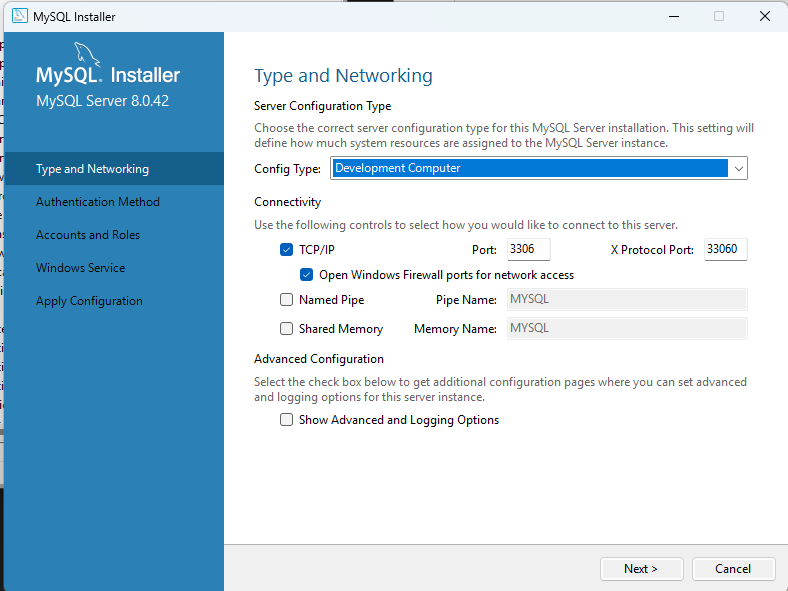 MySQL Installer
MySQL. Installer
MySQL Server 8.0.42
Type and Networking
Authentication Method
Accounts and Roles
Windows Service
Apply Configuration
Type and Networking
Server Configuration Type
Choose the correct server configuration type for this MySQL Server installation. This setting will
define how much system resources are assigned to the MySQL Server instance.
Config Type: Development Computer
Connectivity
Use the following controls to select how you would like to connect to this server.
TCP/IP Port: 3306 X Protocol Port: 33060
Open Windows Firewall ports for network access
Named Pipe Pipe Name: MYSQL
Shared Memory Memory Name: MYSQL
Advanced Configuration
Select the check box below to get additional configuration pages where you can set advanced
and logging options for this server instance.
Show Advanced and Logging Options
Next > Cancel